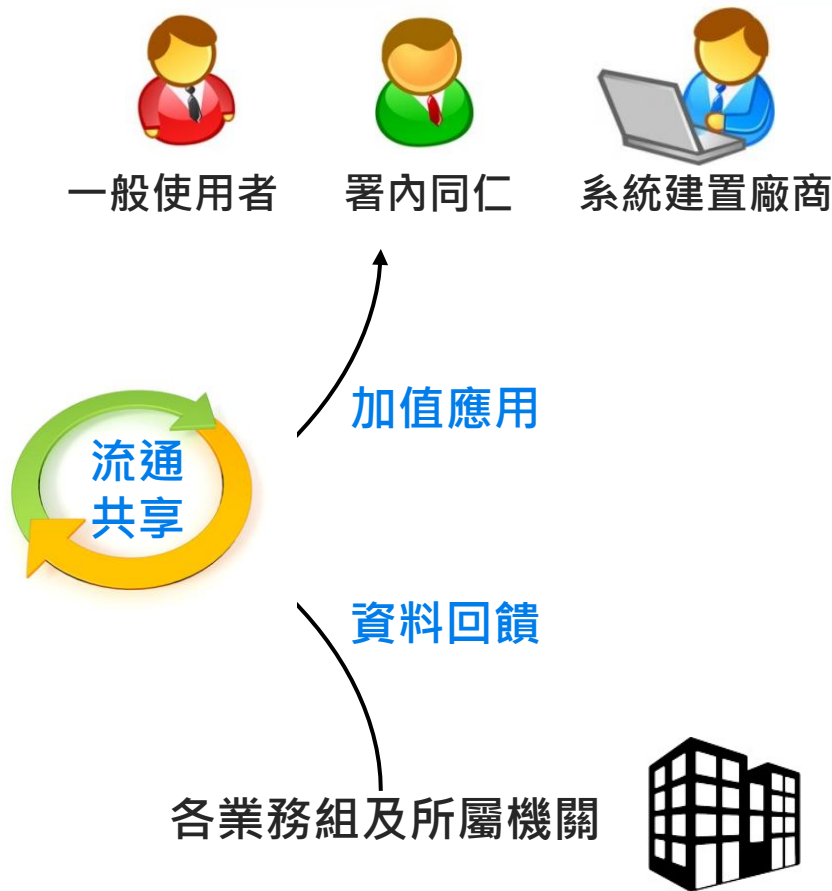 一般使用者
署內同仁
系統建置廠商
加值應用
流通
共享
資料回饋
各業務組及所屬機關